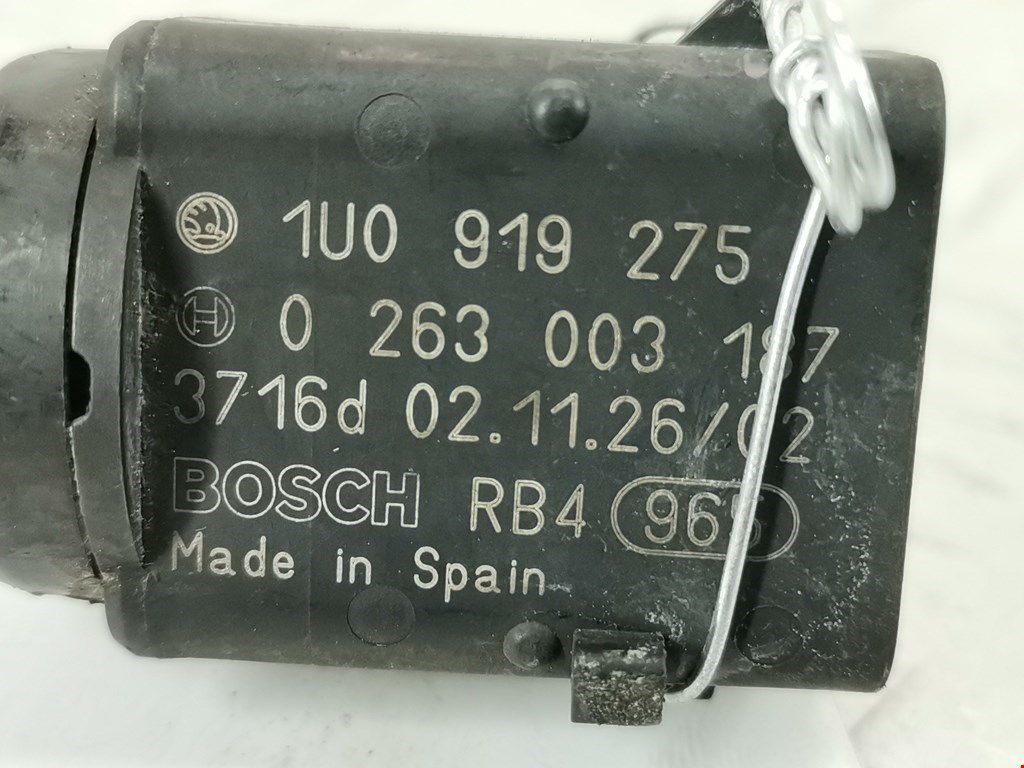 1U0 919 275
0 263 003 187
3716d 02.11.26/02
BOSCH RB4 965
Made in Spain